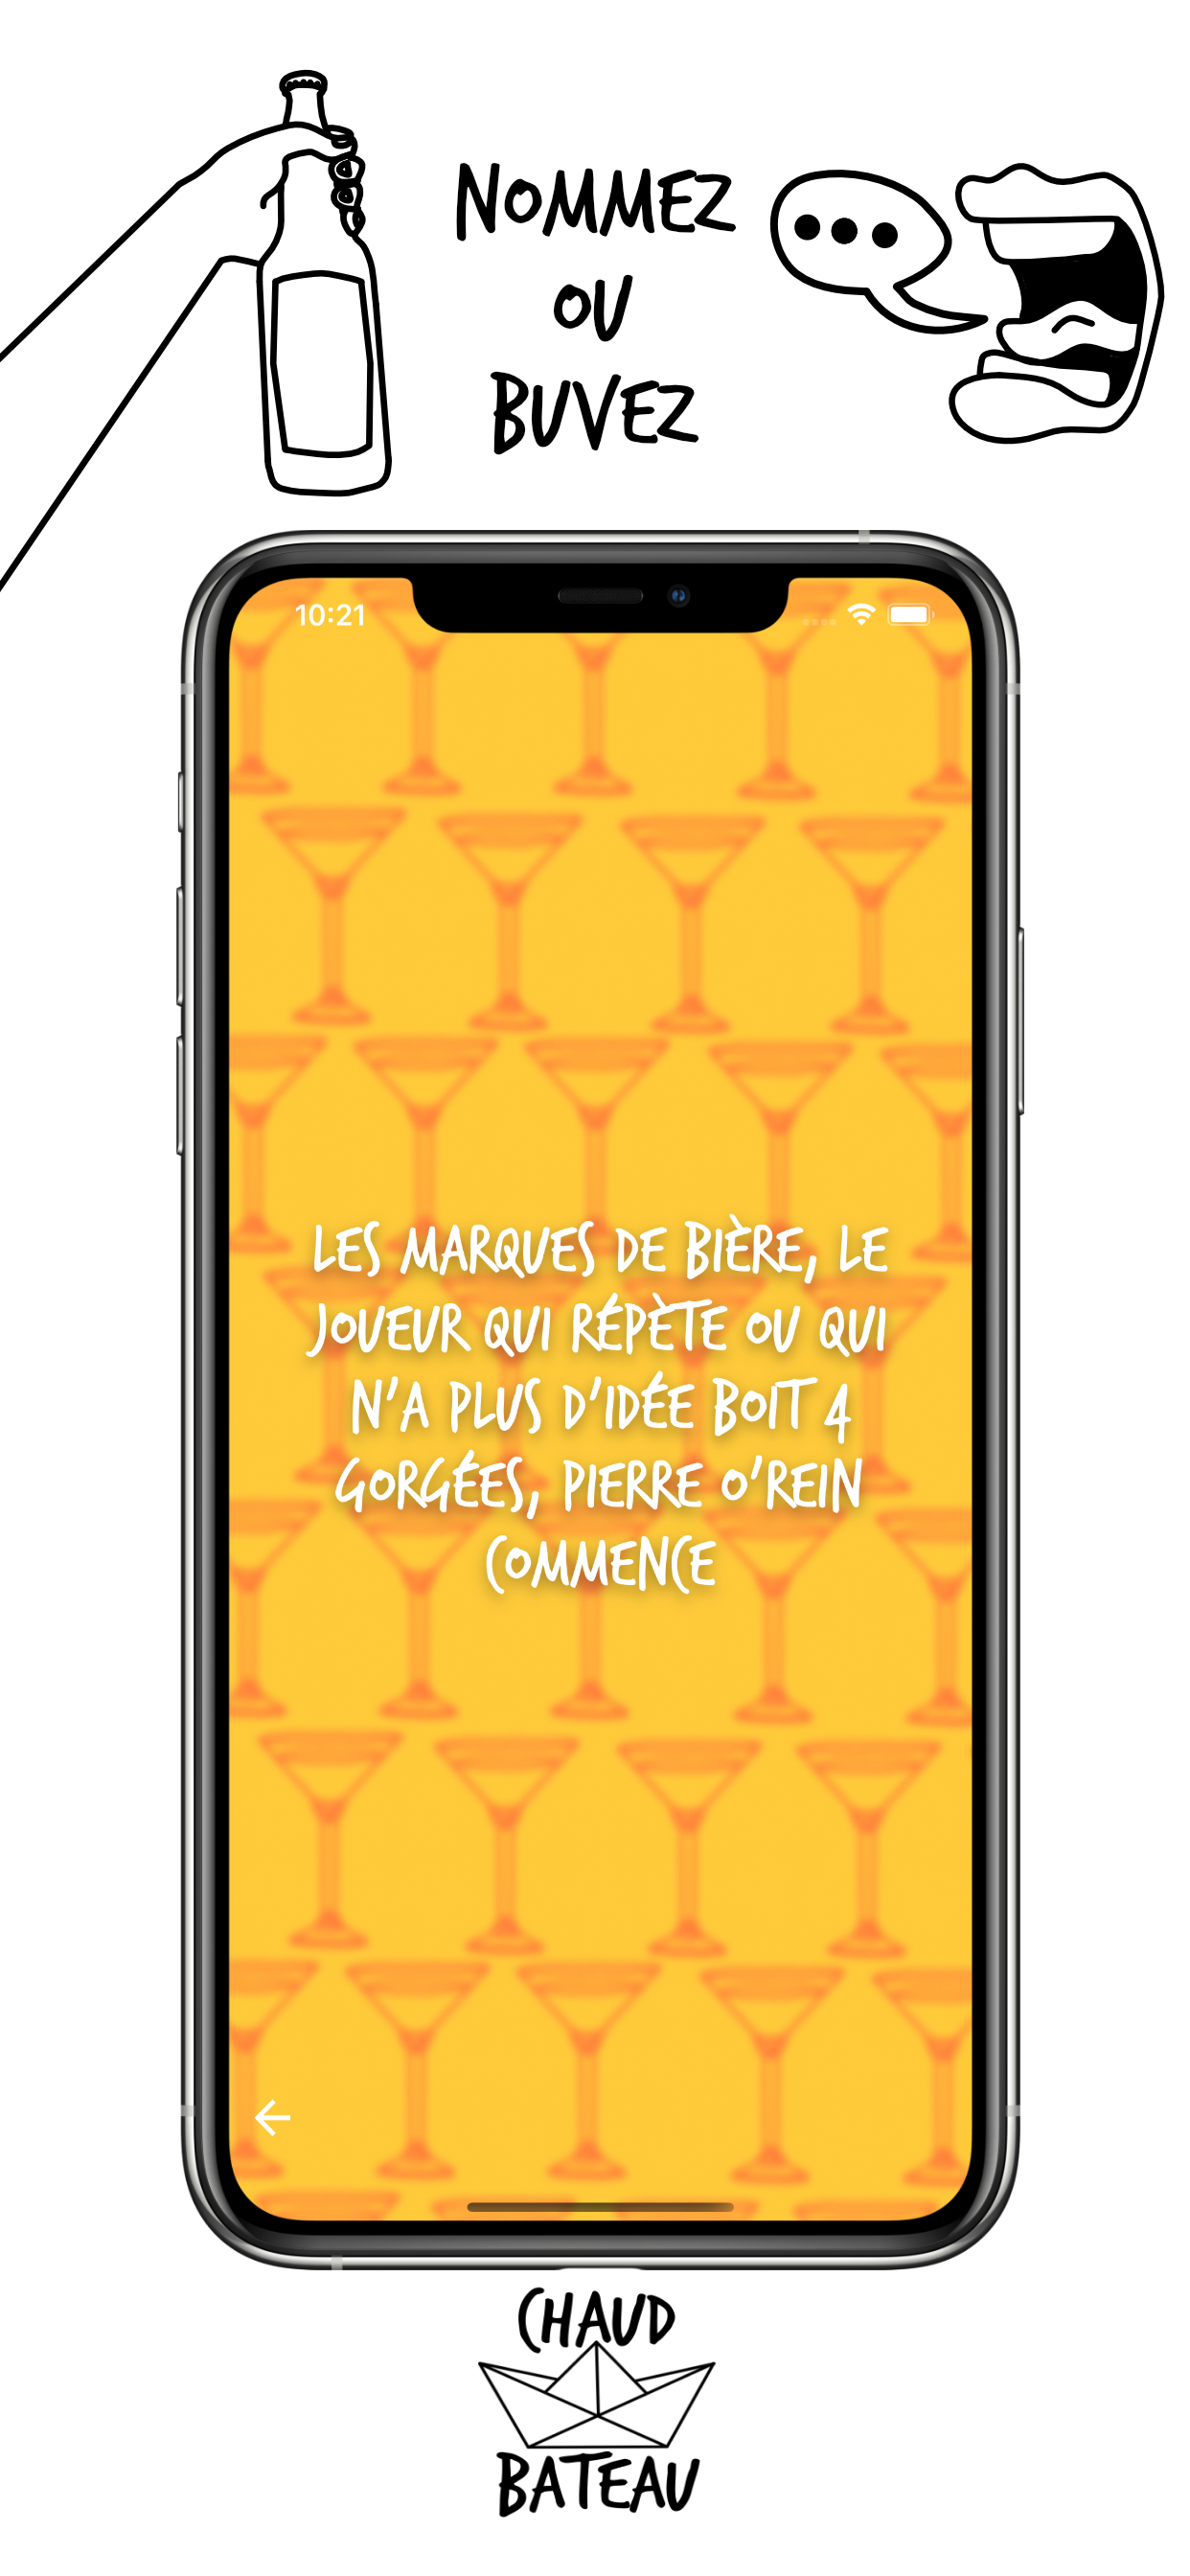 NOMMEZ
OU
BUVEZ
10:21
LES MARQUES DE BIÈRE, LE
JOUEUR QUI RÉPÈTE OU QUI
N'A PLUS D'IDÉE BOIT 4
GORGÉES, PIERRE O'REIN
COMMENCE
CHAUD
BATEAU